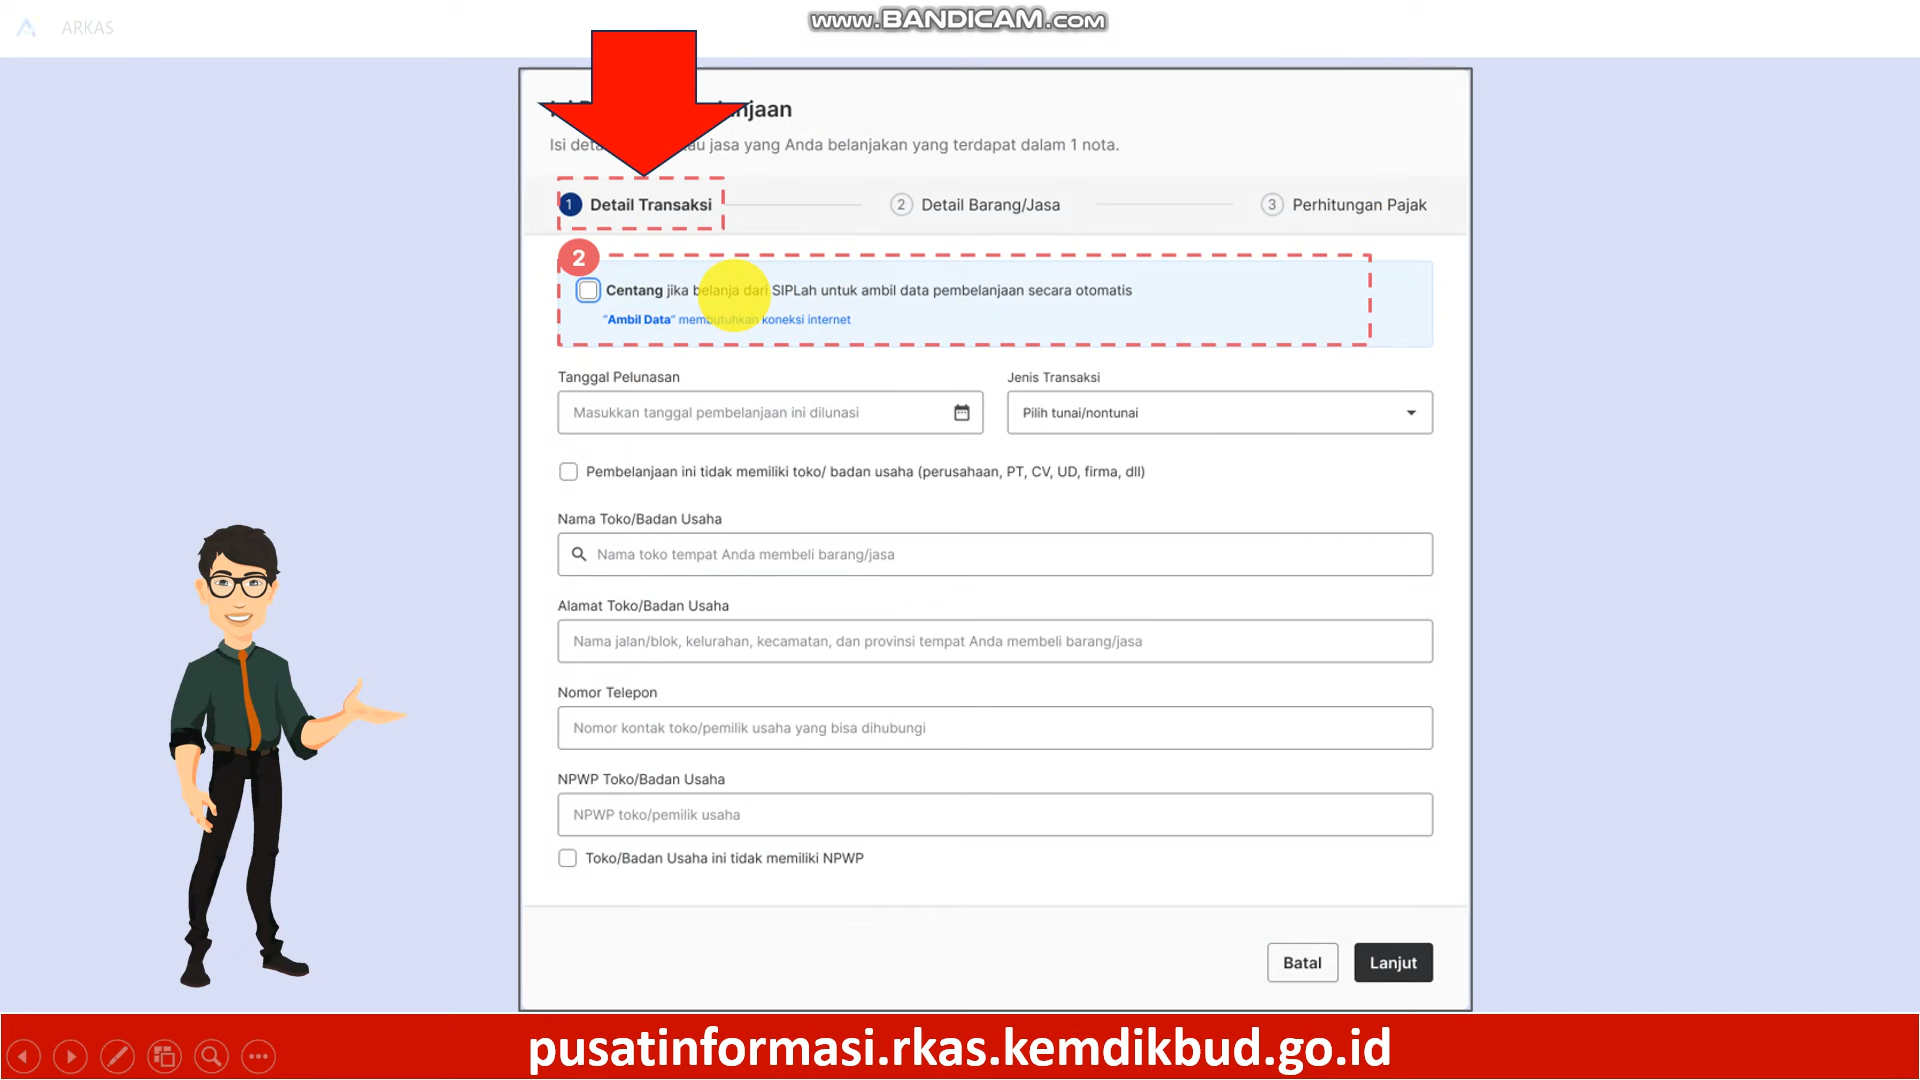 ARKAS
www.BANDICAM.com
njaan
Isi deta
au jasa yang Anda belanjakan yang terdapat dalam 1 nota.
1 Detail Transaksi
2 Detail Barang/Jasa
3 Perhitungan Pajak
2
Centang jika belanja dari SIPLah untuk ambil data pembelanjaan secara otomatis
“Ambil Data” membutuhkan koneksi internet
Tanggal Pelunasan
Jenis Transaksi
Masukkan tanggal pembelanjaan ini dilunasi
Pilih tunai/nontunai
Pembelanjaan ini tidak memiliki toko/ badan usaha (perusahaan, PT, CV, UD, firma, dll)
Nama Toko/Badan Usaha
Nama toko tempat Anda membeli barang/jasa
Alamat Toko/Badan Usaha
Nama jalan/blok, kelurahan, kecamatan, dan provinsi tempat Anda membeli barang/jasa
Nomor Telepon
Nomor kontak toko/pemilik usaha yang bisa dihubungi
NPWP Toko/Badan Usaha
NPWP toko/pemilik usaha
Toko/Badan Usaha ini tidak memiliki NPWP
Batal
Lanjut
pusatinformasi.rkas.kemdikbud.go.id